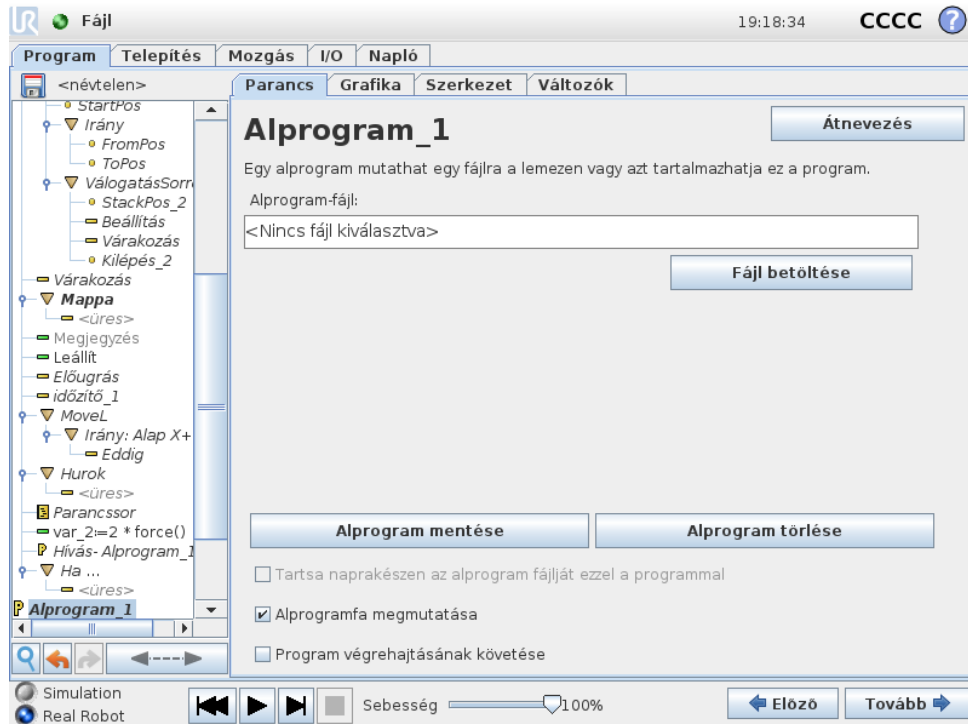 UR Fájl 19:18:34 CCCC ?
Program Telepítés Mozgás I/O Napló
<névtelen>
Parancs Grafika Szerkezet Változók
StartPos
Irány
FromPos
ToPos
VálogatásSorr
StackPos_2
Beállítás
Várakozás
Kilépés_2
Várakozás
Mappa
<üres>
Megjegyzés
Leállít
Előugrás
időzítő_1
MoveL
Irány: Alap X+
Eddig
Hurok
<üres>
Parancssor
var_2:=2 * force()
Hívás- Alprogram_1
Ha ...
<üres>
Alprogram_1
Alprogram_1
Átnevezés
Egy alprogram mutathat egy fájlra a lemezen vagy azt tartalmazhatja ez a program.
Alprogram-fájl:
<Nincs fájl kiválasztva>
Fájl betöltése
Alprogram mentése Alprogram törlése
Tartsa naprakészen az alprogram fájlját ezzel a programmal
Alprogramfa megmutatása
Program végrehajtásának követése
Simulation
Real Robot
Sebesség 100%
Előző Tovább